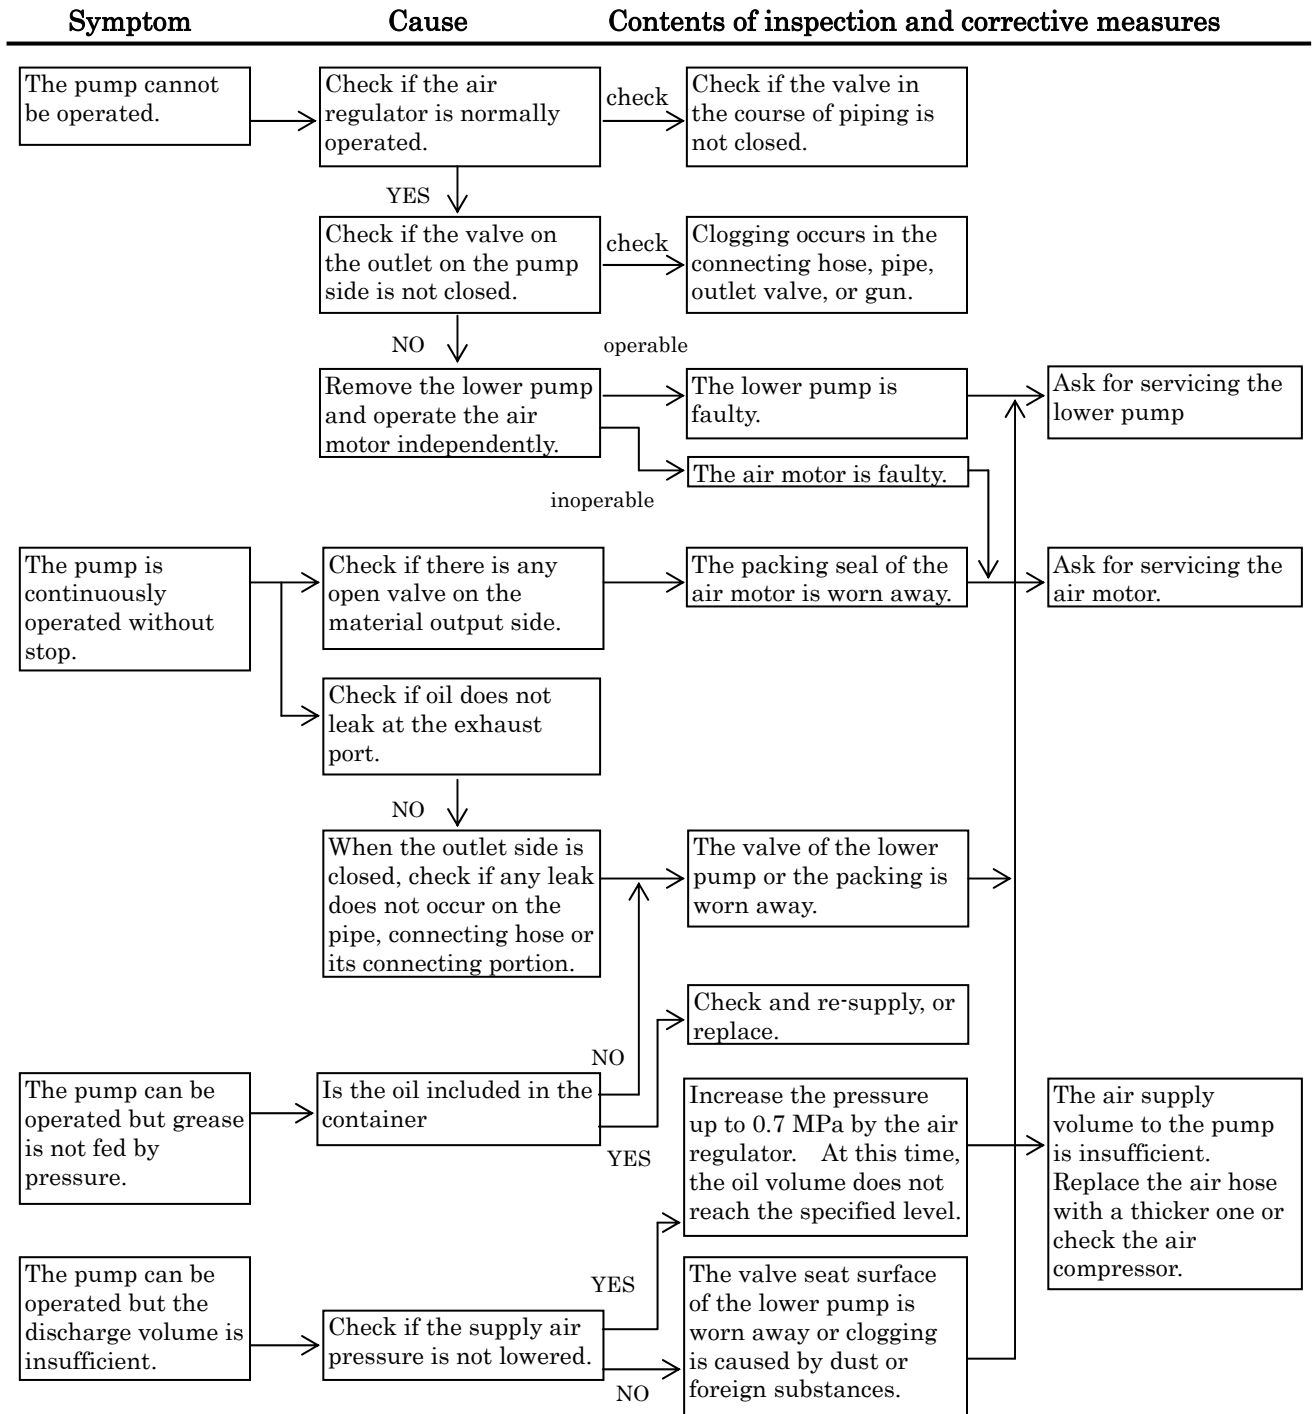 Symptom
Cause
Contents of inspection and corrective measures
The pump cannot
be operated.
Check if the air
regulator is normally
operated.
check
Check if the valve in
the course of piping is
not closed.
YES
Check if the valve on
the outlet on the pump
side is not closed.
check
Clogging occurs in the
connecting hose, pipe,
outlet valve, or gun.
NO
operable
Remove the lower pump
and operate the air
motor independently.
The lower pump is
faulty.
Ask for servicing the
lower pump
The air motor is faulty.
inoperable
The pump is
continuously
operated without
stop.
Check if there is any
open valve on the
material output side.
The packing seal of the
air motor is worn away.
Ask for servicing the
air motor.
Check if oil does not
leak at the exhaust
port.
NO
When the outlet side is
closed, check if any leak
does not occur on the
pipe, connecting hose or
its connecting portion.
The valve of the lower
pump or the packing is
worn away.
Check and re-supply, or
replace.
NO
The pump can be
operated but grease
is not fed by
pressure.
Is the oil included in the
container
YES
Increase the pressure
up to 0.7 MPa by the air
regulator. At this time,
the oil volume does not
reach the specified level.
The air supply
volume to the pump
is insufficient.
Replace the air hose
with a thicker one or
check the air
compressor.
The pump can be
operated but the
discharge volume is
insufficient.
Check if the supply air
pressure is not lowered.
YES
NO
The valve seat surface
of the lower pump is
worn away or clogging
is caused by dust or
foreign substances.